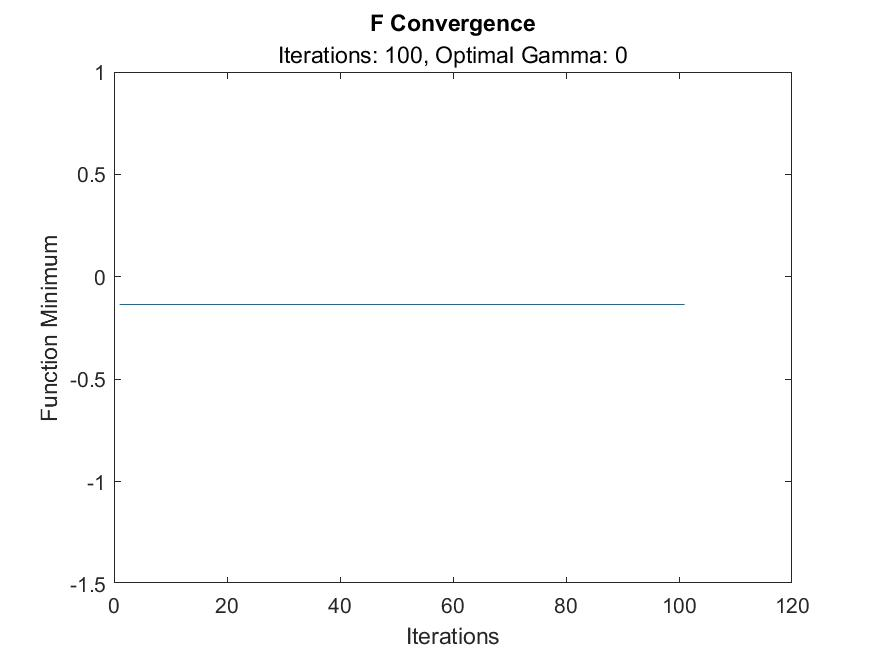 F Convergence
Iterations: 100, Optimal Gamma: 0
1
0.5
0
-0.5
-1
-1.5
Function Minimum
0 20 40 60 80 100 120
Iterations